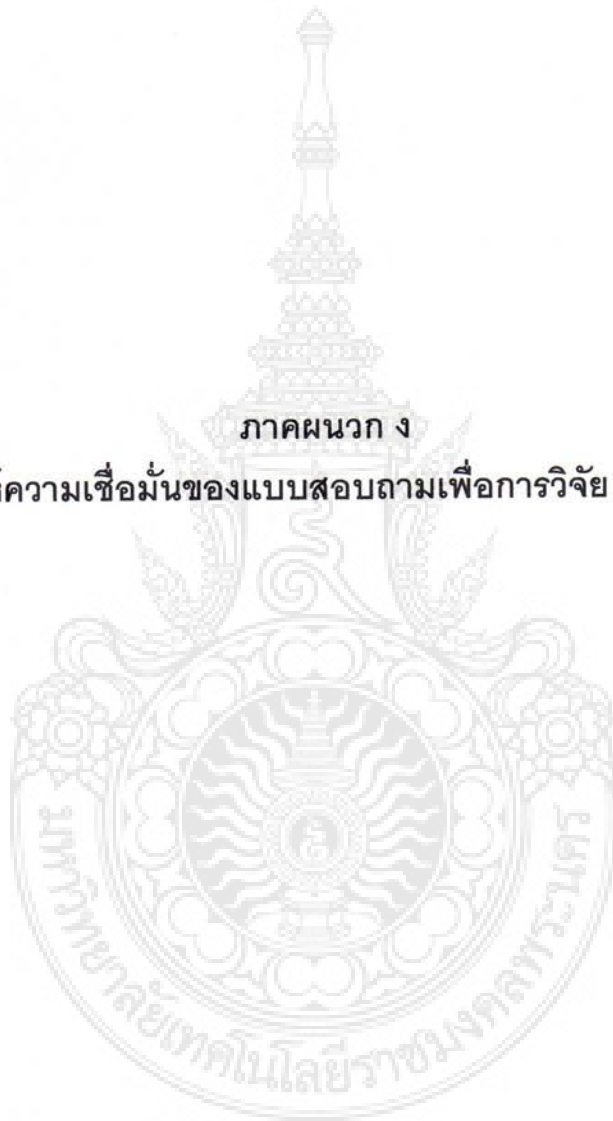 ภาคผนวก ง
ความเชื่อมั่นของแบบสอบถามเพื่อการวิจัย
มหาวิทยาลัยเทคโนโลยีราชมงคลพระนคร